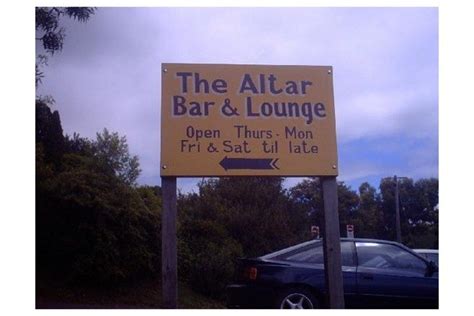 The Altar
Bar & Lounge
Open Thurs - Mon
Fri & Sat til late